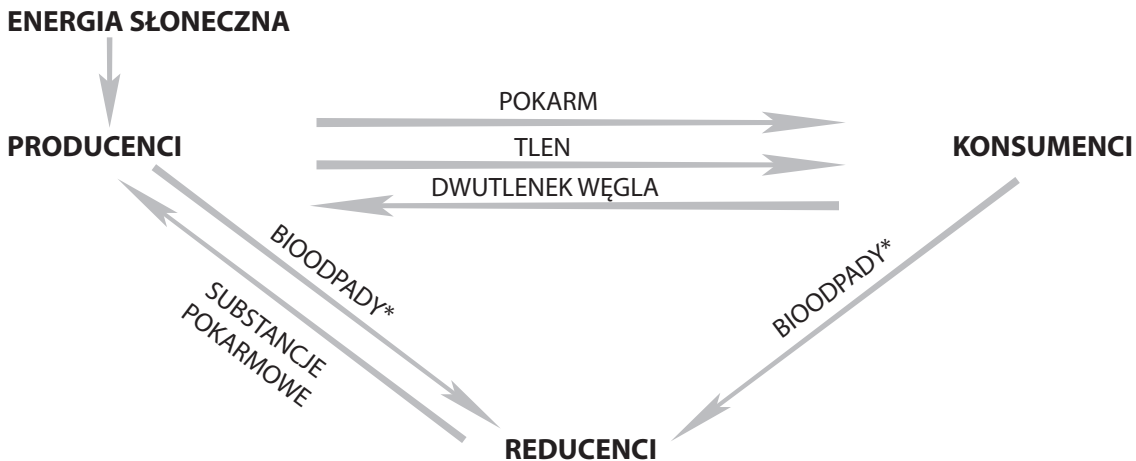 ENERGIA SŁONECZNA
POKARM
PRODUCENCI
TLEN
KONSUMENCI
DWUTLENEK WĘGLA
BIOODPADY*
SUBSTANCJE
POKARMOWE
BIOODPADY*
REDUCENCI